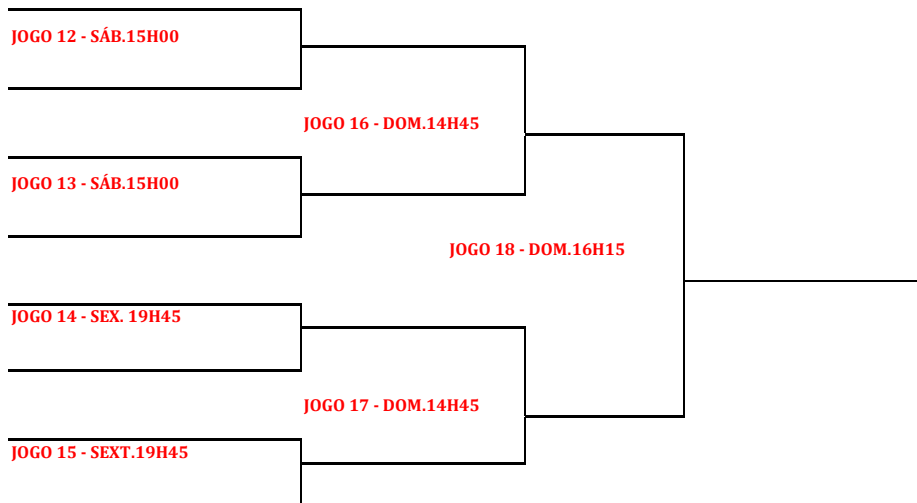 JOGO 12 - SÁB.15H00
JOGO 16 - DOM.14H45
JOGO 13 - SÁB.15H00
JOGO 18 - DOM.16H15
JOGO 14 - SEX. 19H45
JOGO 17 - DOM.14H45
JOGO 15 - SEXT.19H45